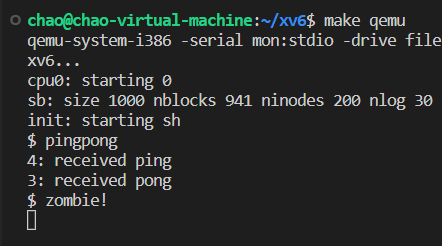 chao@chao-virtual-machine:~/xv6$ make qemu
qemu-system-i386 -serial mon:stdio -drive file
xv6...
cpu0: starting 0
sb: size 1000 nblocks 941 ninodes 200 nlog 30
init: starting sh
$ pingpong
4: received ping
3: received pong
$ zombie!